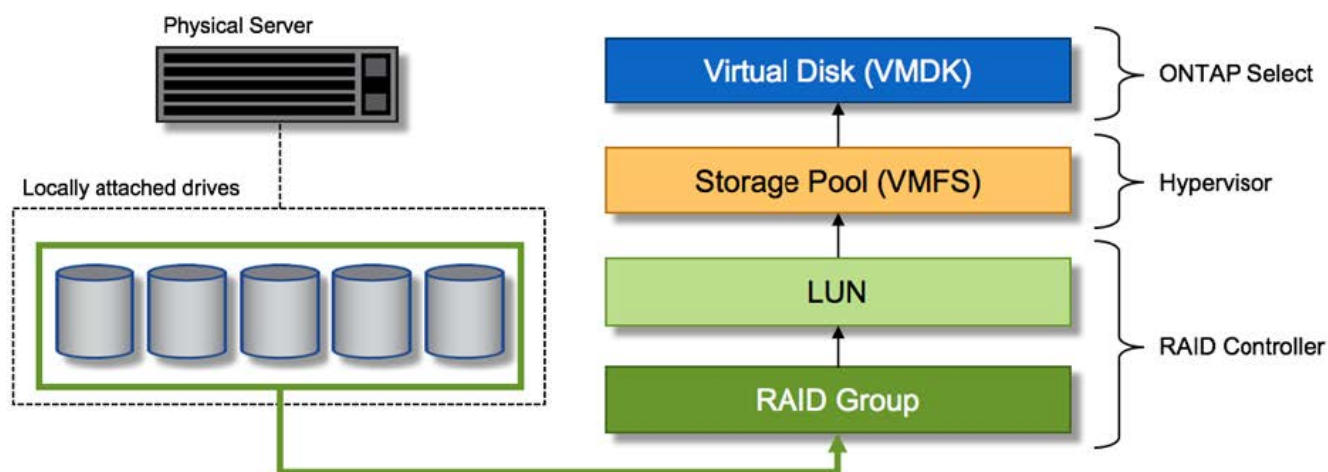 Physical Server
Locally attached drives
Virtual Disk (VMDK)
ONTAP Select
Storage Pool (VMFS)
Hypervisor
LUN
RAID Controller
RAID Group